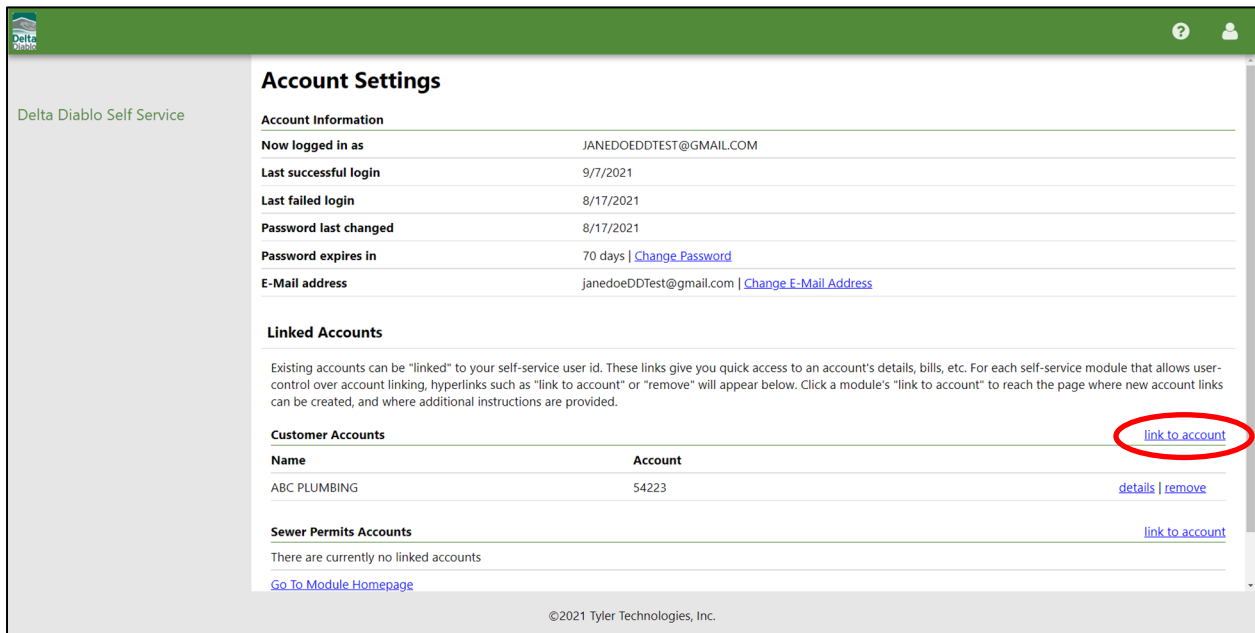 Delta
Diablo
Account Settings
Delta Diablo Self Service
Account Information
Now logged in as JANEDOEDDTEST@GMAIL.COM
Last successful login 9/7/2021
Last failed login 8/17/2021
Password last changed 8/17/2021
Password expires in 70 days | Change Password
E-Mail address janedoeDDTest@gmail.com | Change E-Mail Address
Linked Accounts
Existing accounts can be "linked" to your self-service user id. These links give you quick access to an account's details, bills, etc. For each self-service module that allows user-
control over account linking, hyperlinks such as "link to account" or "remove" will appear below. Click a module's "link to account" to reach the page where new account links
can be created, and where additional instructions are provided.
Customer Accounts link to account
Name Account
ABC PLUMBING 54223 details | remove
Sewer Permits Accounts link to account
There are currently no linked accounts
Go To Module Homepage
©2021 Tyler Technologies, Inc.